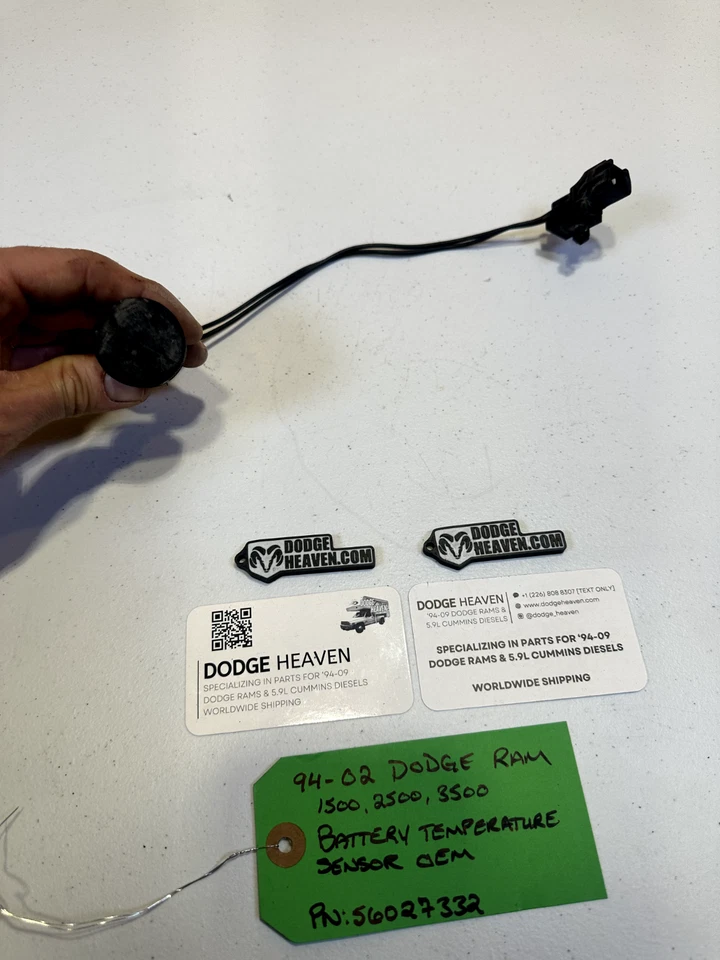 DODGE
HEAVEN.COM
DODGE
HEAVEN.COM
DODGE HEAVEN
SPECIALIZING IN PARTS FOR '94-09
DODGE RAMS & 5.9L CUMMINS DIESELS
WORLDWIDE SHIPPING
DODGE HEAVEN
'94-09 DODGE RAMS &
5.9L CUMMINS DIESELS
+1 (226) 808 8307 [TEXT ONLY]
www.dodgeheaven.com
@dodge_heaven
SPECIALIZING IN PARTS FOR '94-09
DODGE RAMS & 5.9L CUMMINS DIESELS
WORLDWIDE SHIPPING
94-02 DODGE RAM
1500, 2500, 3500
BATTERY TEMPERATURE
SENSOR OEM
PN: 56027332